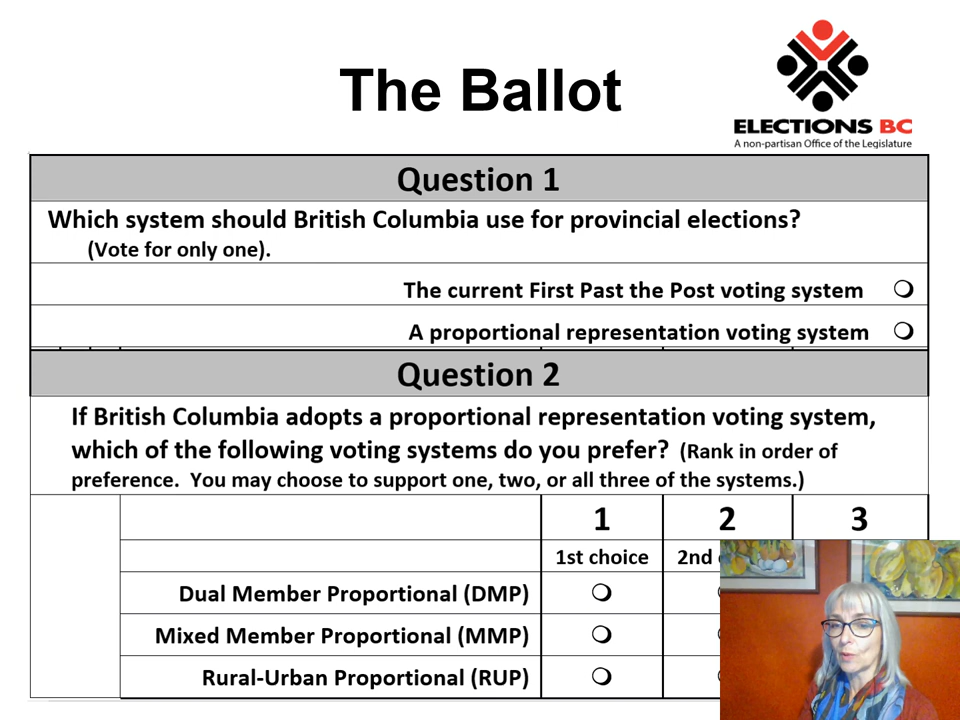 The Ballot
ELECTIONS BC
A non-partisan Office of the Legislature
Question 1
Which system should British Columbia use for provincial elections?
(Vote for only one).
The current First Past the Post voting system
A proportional representation voting system
Question 2
If British Columbia adopts a proportional representation voting system,
which of the following voting systems do you prefer? (Rank in order of
preference. You may choose to support one, two, or all three of the systems.)
1 2 3
1st choice 2nd
Dual Member Proportional (DMP)
Mixed Member Proportional (MMP)
Rural-Urban Proportional (RUP)